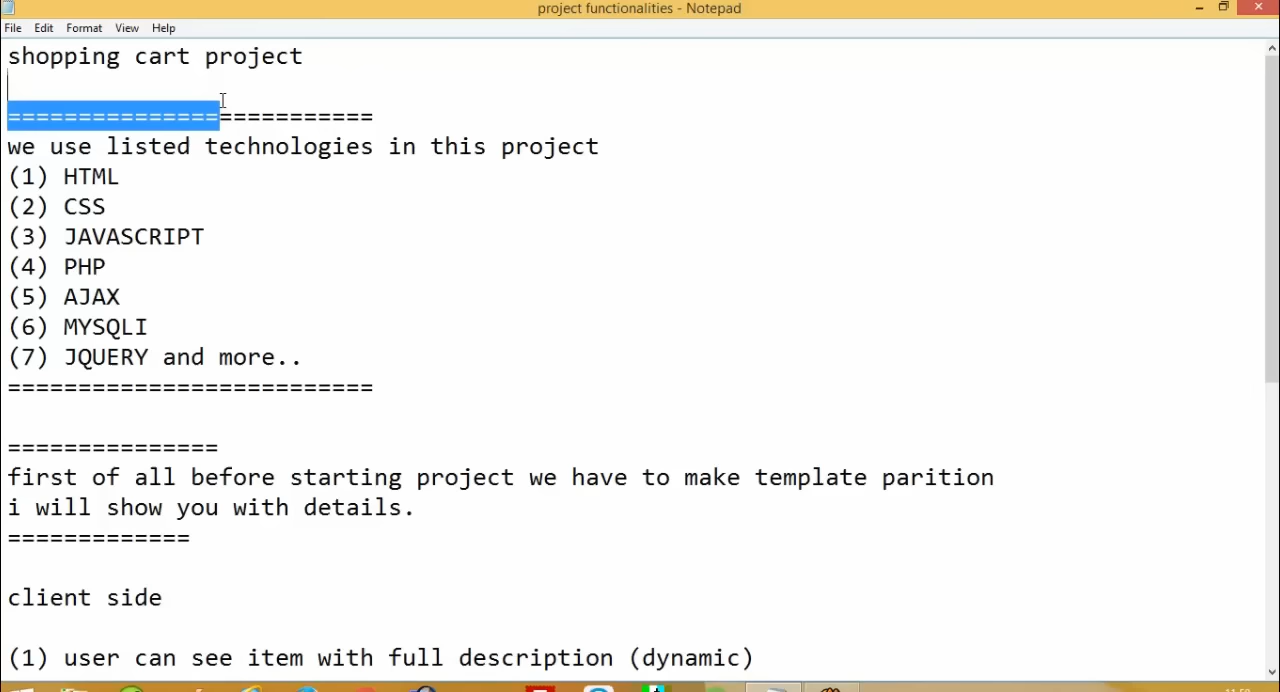 project functionalities - Notepad
File Edit Format View Help
shopping cart project
==========================
we use listed technologies in this project
(1) HTML
(2) CSS
(3) JAVASCRIPT
(4) PHP
(5) AJAX
(6) MYSQLI
(7) JQUERY and more..
==========================
===============
first of all before starting project we have to make template parition
i will show you with details.
=============
client side
(1) user can see item with full description (dynamic)